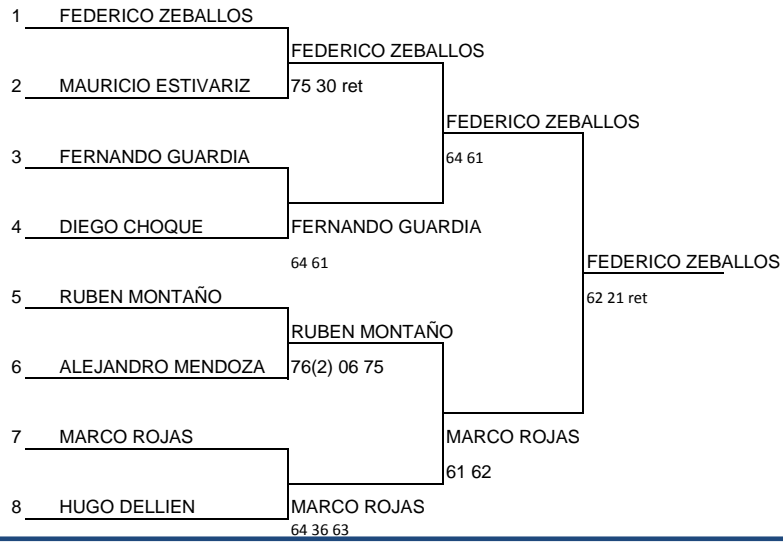 1 FEDERICO ZEBALLOS
FEDERICO ZEBALLOS
2 MAURICIO ESTIVARIZ 75 30 ret
FEDERICO ZEBALLOS
3 FERNANDO GUARDIA 64 61
4 DIEGO CHOQUE FERNANDO GUARDIA
64 61 FEDERICO ZEBALLOS
5 RUBEN MONTAÑO 62 21 ret
RUBEN MONTAÑO
6 ALEJANDRO MENDOZA 76(2) 06 75
7 MARCO ROJAS MARCO ROJAS
61 62
8 HUGO DELLIEN MARCO ROJAS
64 36 63